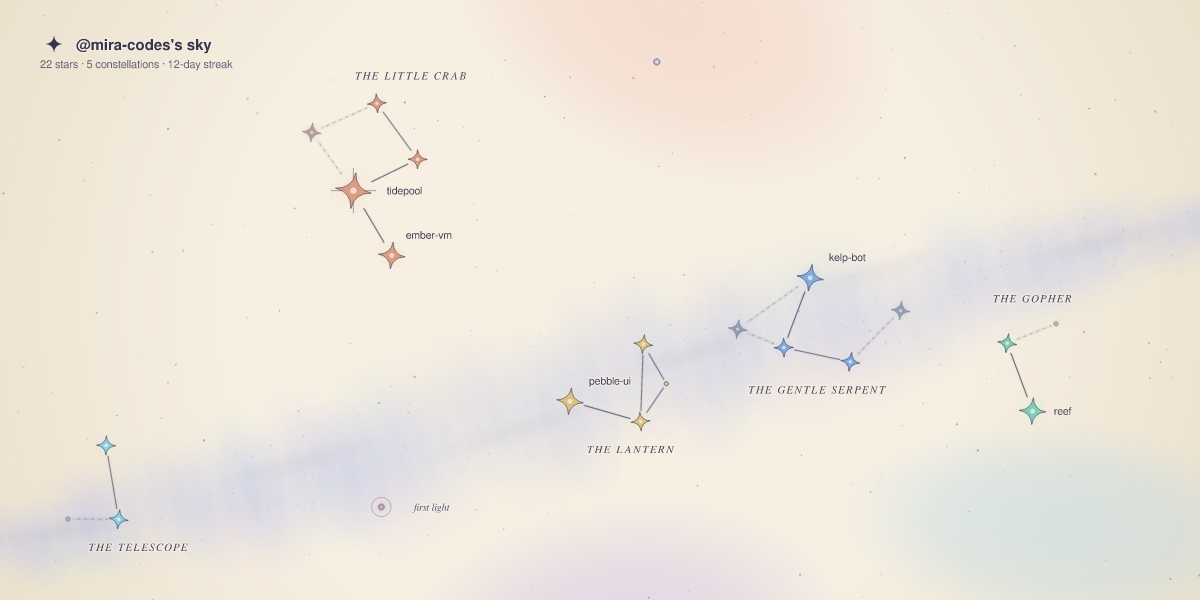 @mira-codes's sky
22 stars · 5 constellations · 12-day streak
THE LITTLE CRAB
tidepool
ember-vm
kelp-bot
THE GOPHER
pebble-ui
THE GENTLE SERPENT
reef
THE LANTERN
first light
THE TELESCOPE